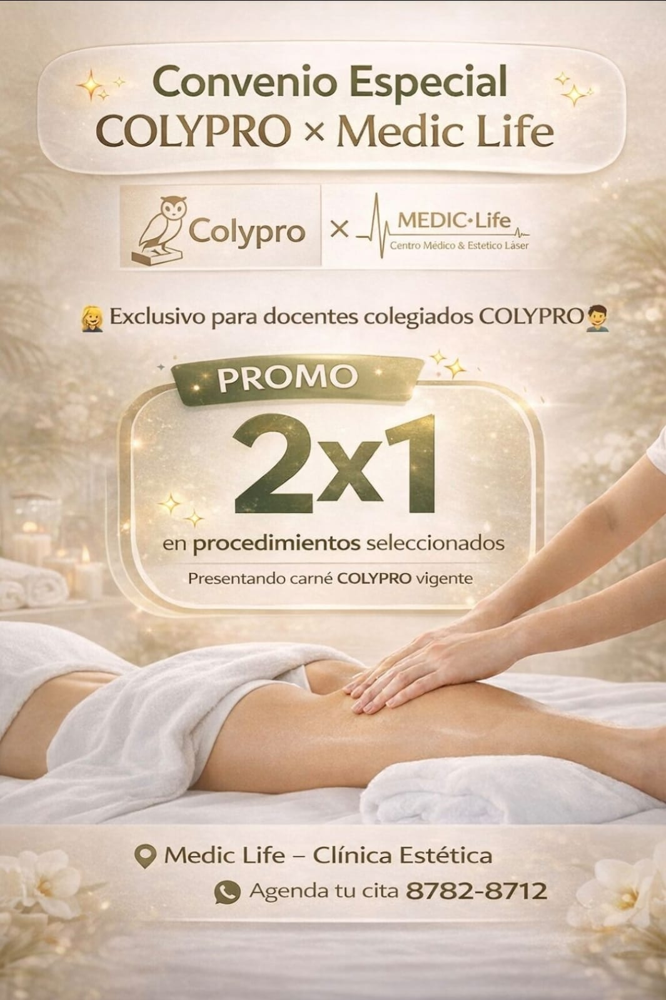 Convenio Especial
COLYPRO × Medic Life
Colypro
×
MEDIC•Life
Centro Médico & Estético Láser
Exclusivo para docentes colegiados COLYPRO
PROMO
2x1
en procedimientos seleccionados
Presentando carné COLYPRO vigente
Medic Life – Clínica Estética
Agenda tu cita 8782-8712